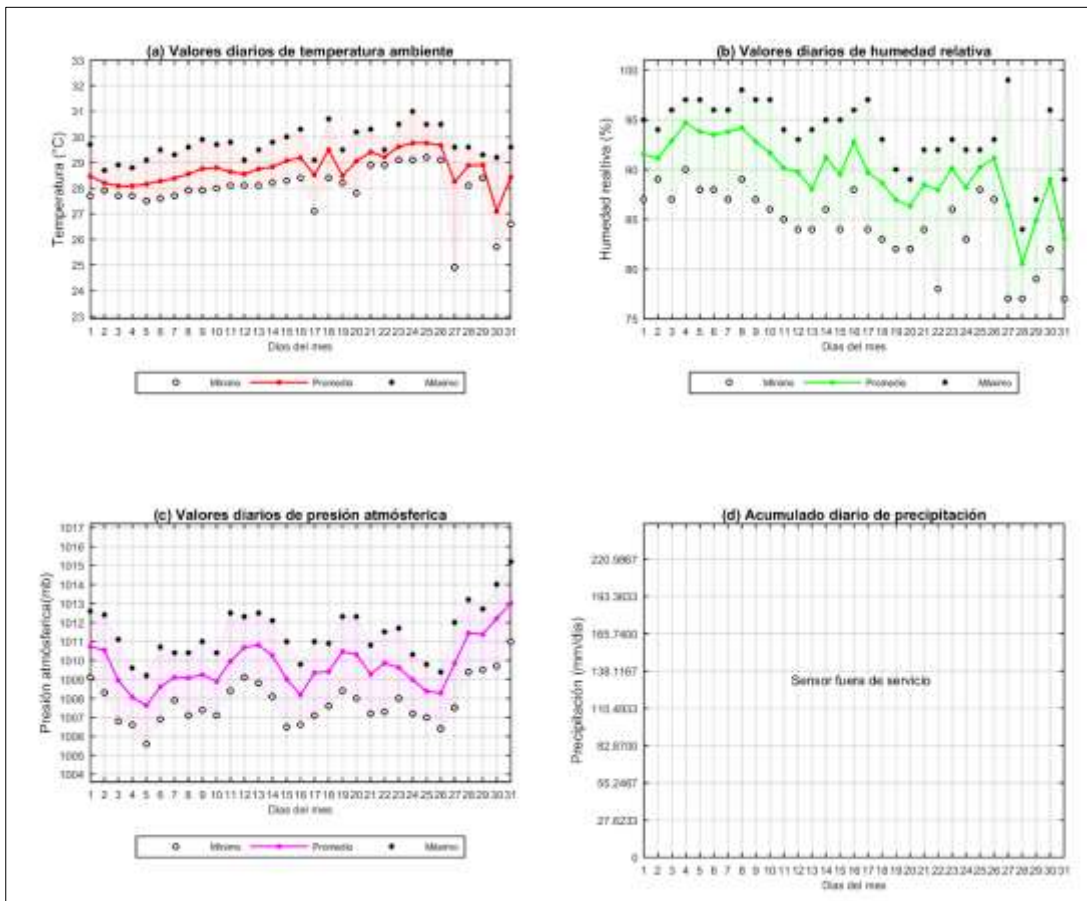 (a) Valores diarios de temperatura ambiente
33
32
31
30
29
28
27
26
25
24
23
Temperatura (°C)
1 2 3 4 5 6 7 8 9 10 11 12 13 14 15 16 17 18 19 20 21 22 23 24 25 26 27 28 29 30 31
Dias del mes
Mínimo Promedio Máximo
(b) Valores diarios de humedad relativa
100
95
90
85
80
75
Humedad realtiva (%)
1 2 3 4 5 6 7 8 9 10 11 12 13 14 15 16 17 18 19 20 21 22 23 24 25 26 27 28 29 30 31
Dias del mes
Mínimo Promedio Máximo
(c) Valores diarios de presión atmósferica
1017
1016
1015
1014
1013
1012
1011
1010
1009
1008
1007
1006
1005
1004
Presión atmósferica(mb)
1 2 3 4 5 6 7 8 9 10 11 12 13 14 15 16 17 18 19 20 21 22 23 24 25 26 27 28 29 30 31
Dias del mes
Mínimo Promedio Máximo
(d) Acumulado diario de precipitación
220.9867
193.3633
165.7400
138.1167
110.4933
82.8700
55.2467
27.6233
0
Precipitación (mm/dia)
Sensor fuera de servicio
1 2 3 4 5 6 7 8 9 10 11 12 13 14 15 16 17 18 19 20 21 22 23 24 25 26 27 28 29 30 31
Dias del mes